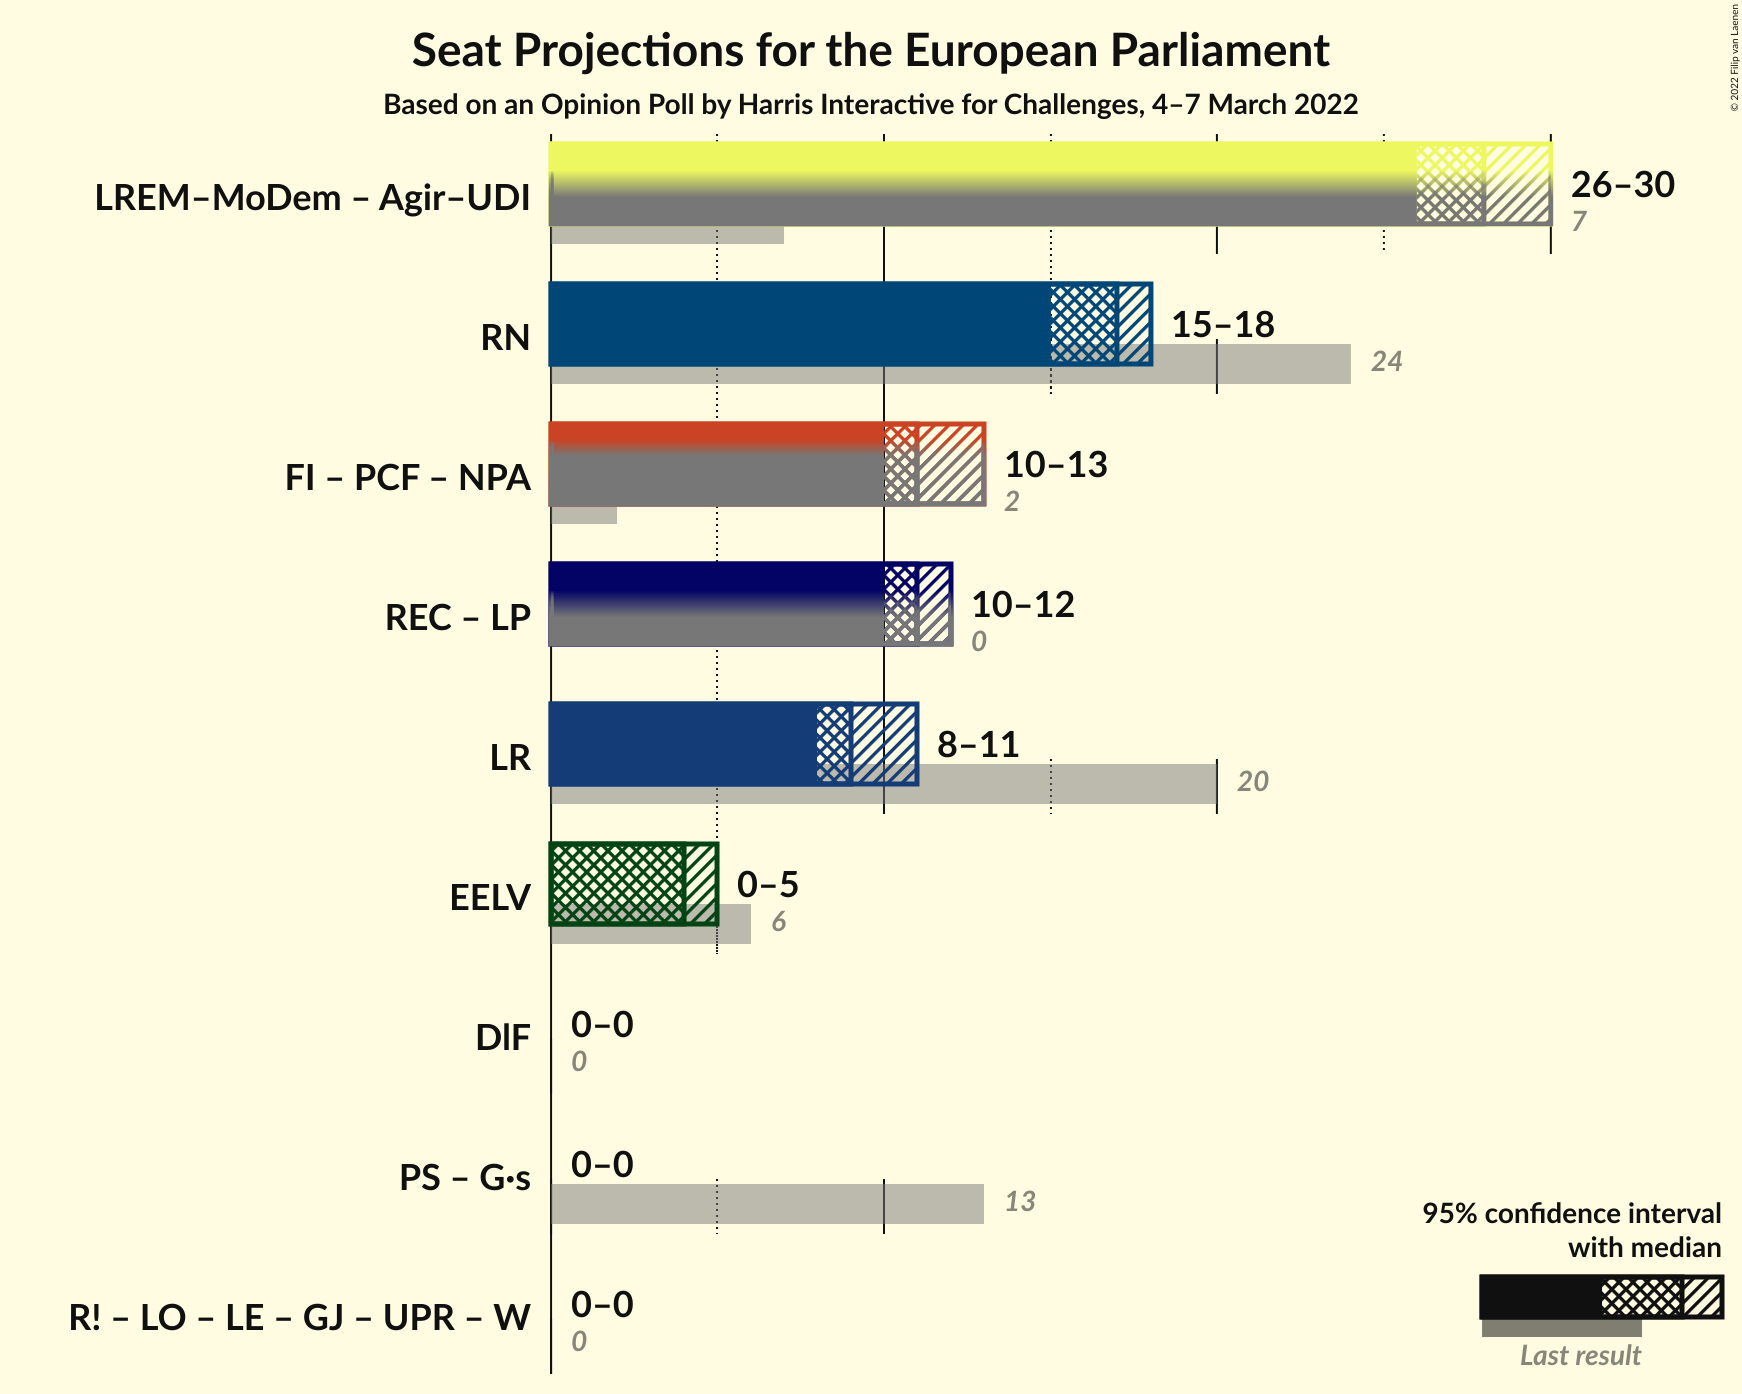 Seat Projections for the European Parliament
Based on an Opinion Poll by Harris Interactive for Challenges, 4–7 March 2022
© 2022 Filip van Laenen
LREM–MoDem – Agir–UDI
26–30
7
RN
15–18
24
FI – PCF – NPA
10–13
2
REC – LP
10–12
0
LR
8–11
20
EELV
0–5
6
DlF
0–0
0
PS – G·s
0–0
13
R! – LO – LE – GJ – UPR – W
0–0
0
95% confidence interval
with median
Last result